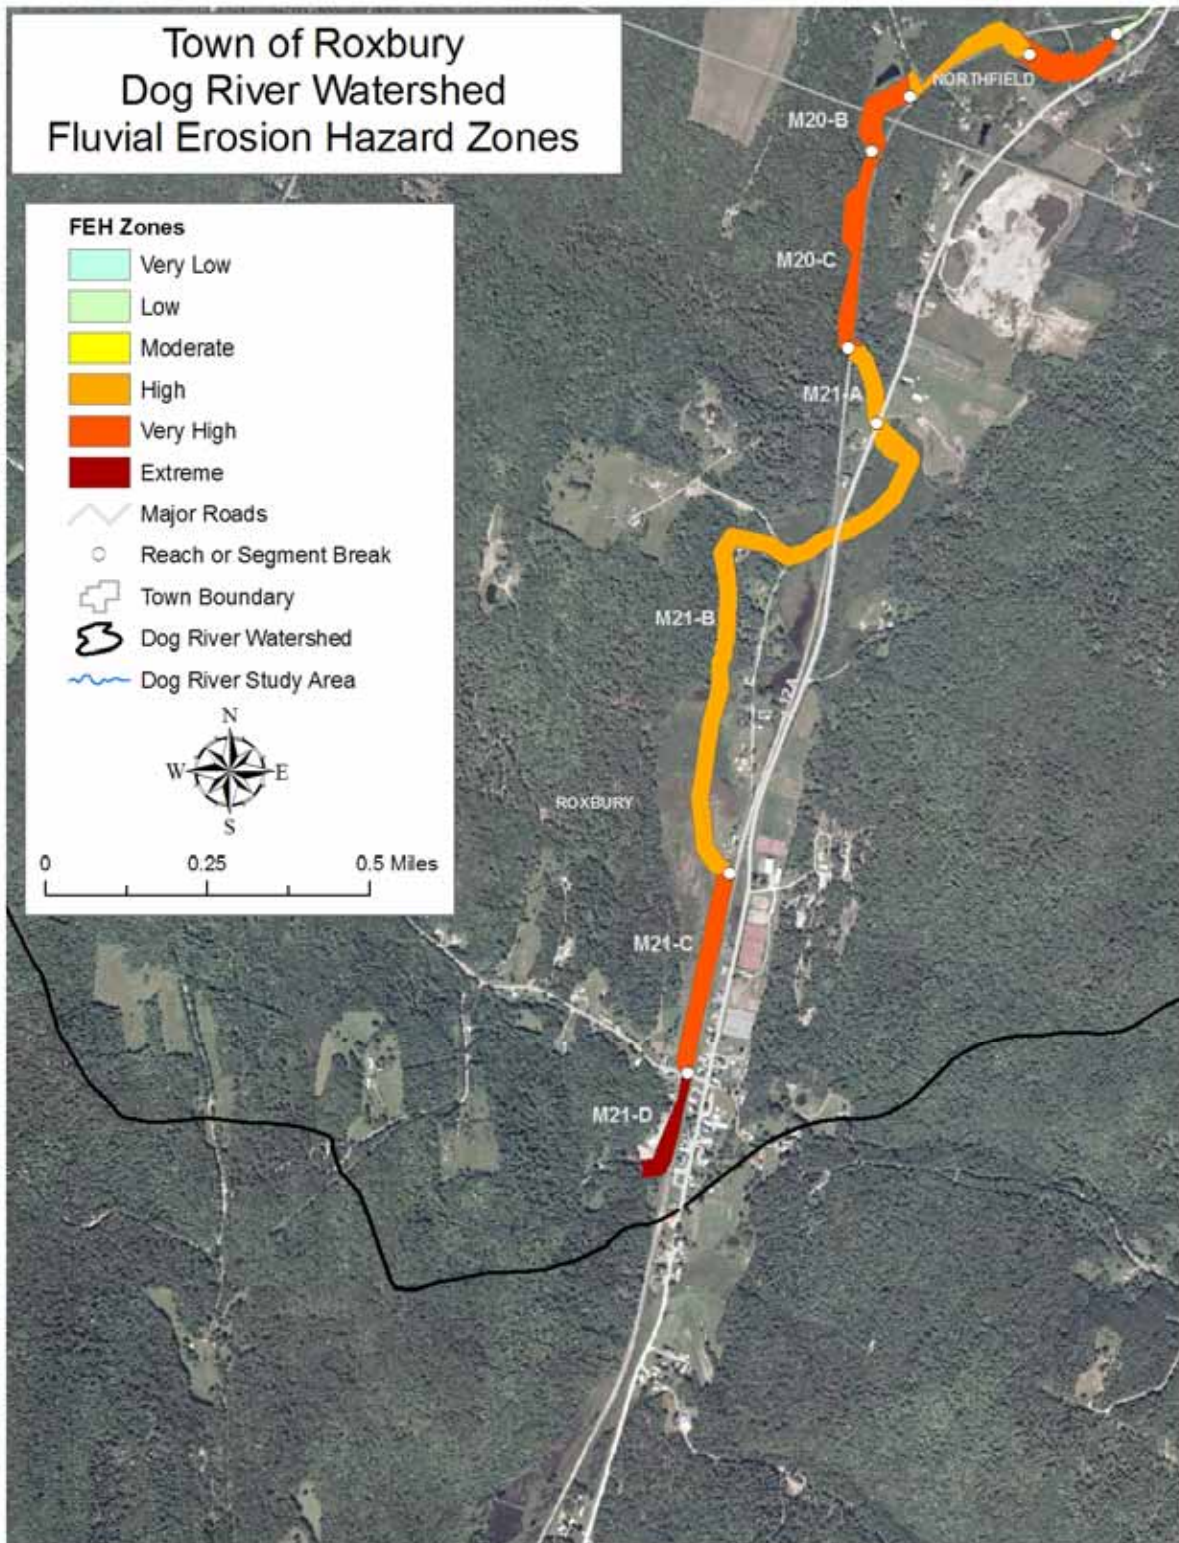 Town of Roxbury
Dog River Watershed
Fluvial Erosion Hazard Zones
FEH Zones
Very Low
Low
Moderate
High
Very High
Extreme
Major Roads
Reach or Segment Break
Town Boundary
Dog River Watershed
Dog River Study Area
N
W
E
S
0
0.25
0.5 Miles
NORTHFIELD
M20-B
M20-C
M21-A
M21-B
12A
ROXBURY
M21-C
M21-D